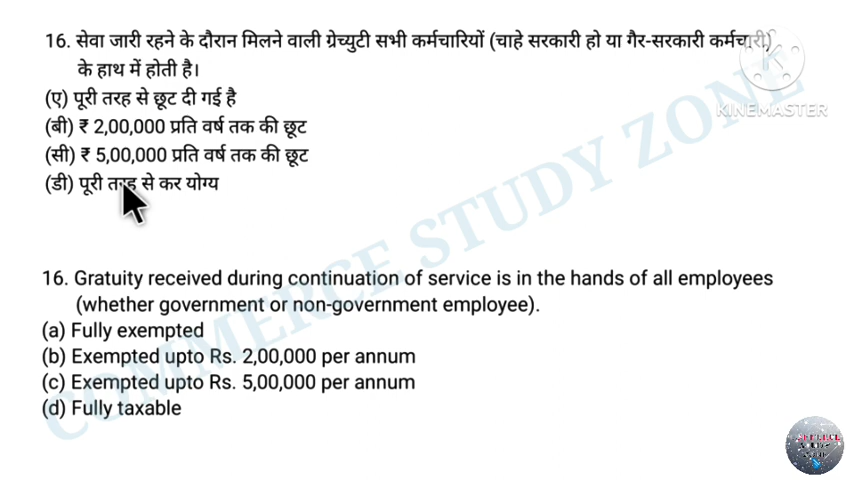 16. सेवा जारी रहने के दौरान मिलने वाली ग्रेच्युटी सभी कर्मचारियों (चाहे सरकारी हो या गैर-सरकारी कर्मचारी)
के हाथ में होती है।
(ए) पूरी तरह से छूट दी गई है
(बी) ₹ 2,00,000 प्रति वर्ष तक की छूट
(सी) ₹ 5,00,000 प्रति वर्ष तक की छूट
(डी) पूरी तरह से कर योग्य
KINEMASTER
COMMERCE STUDY ZONE
16. Gratuity received during continuation of service is in the hands of all employees
(whether government or non-government employee).
(a) Fully exempted
(b) Exempted upto Rs. 2,00,000 per annum
(c) Exempted upto Rs. 5,00,000 per annum
(d) Fully taxable